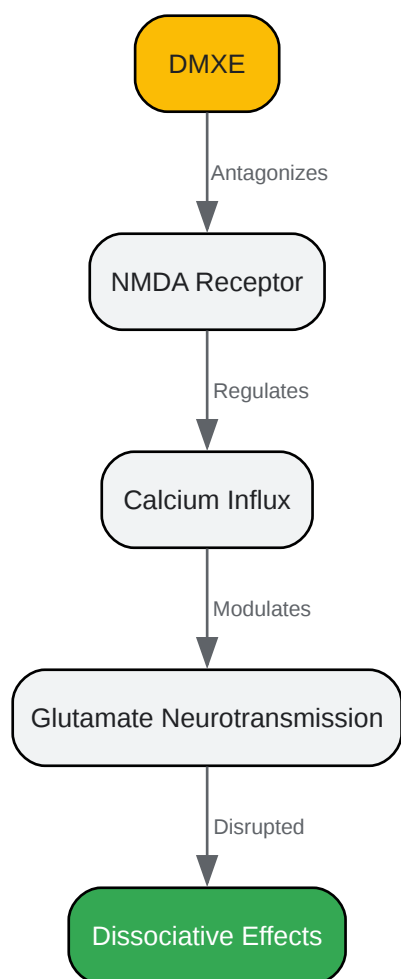 DMXE
Antagonizes
NMDA Receptor
Regulates
Calcium Influx
Modulates
Glutamate Neurotransmission
Disrupted
Dissociative Effects